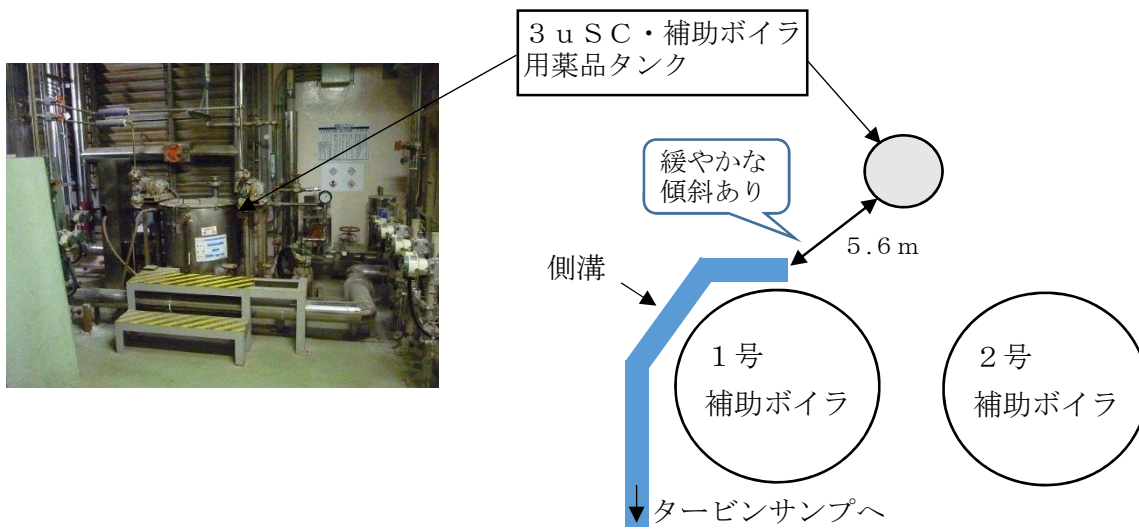 ３ｕＳＣ・補助ボイラ
用薬品タンク
緩やかな
傾斜あり
５.６ｍ
側溝
１号
補助ボイラ
２号
補助ボイラ
タービンサンプへ